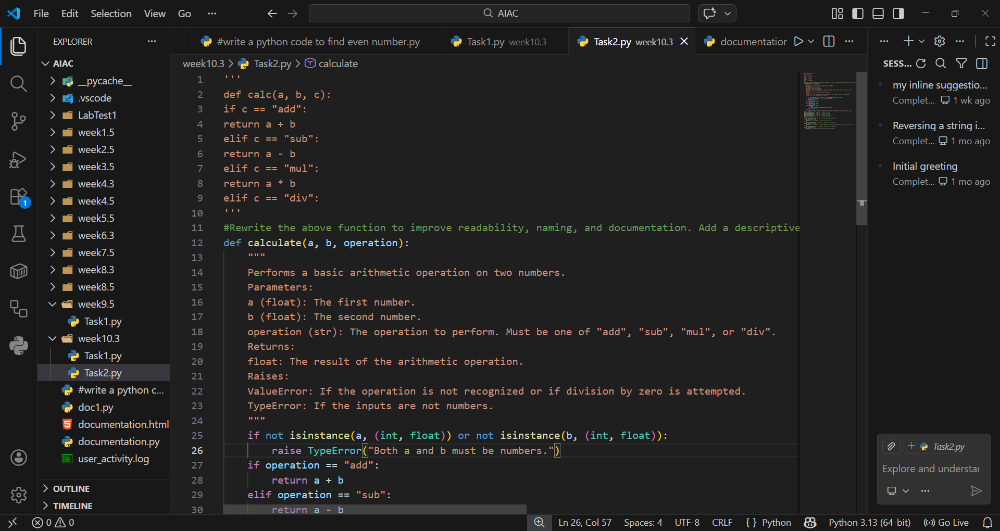 File Edit Selection View Go ···
AIAC
EXPLORER ···
AIAC
__pycache__
.vscode
LabTest1
week1.5
week2.5
week3.5
week4.3
week4.5
week5.5
week6.3
week7.5
week8.3
week8.5
week9.5
Task1.py
week10.3
Task1.py
Task2.py
#write a python c...
doc1.py
documentation.html
documentation.py
user_activity.log
OUTLINE
TIMELINE
1
#write a python code to find even number.py
Task1.py week10.3
Task2.py week10.3
documentation
week10.3 > Task2.py > calculate
1 '''
2 def calc(a, b, c):
3 if c == "add":
4 return a + b
5 elif c == "sub":
6 return a - b
7 elif c == "mul":
8 return a * b
9 elif c == "div":
10 '''
11 #Rewrite the above function to improve readability, naming, and documentation. Add a descriptive
12 def calculate(a, b, operation):
13 """
14 Performs a basic arithmetic operation on two numbers.
15 Parameters:
16 a (float): The first number.
17 b (float): The second number.
18 operation (str): The operation to perform. Must be one of "add", "sub", "mul", or "div".
19 Returns:
20 float: The result of the arithmetic operation.
21 Raises:
22 ValueError: If the operation is not recognized or if division by zero is attempted.
23 TypeError: If the inputs are not numbers.
24 """
25 if not isinstance(a, (int, float)) or not isinstance(b, (int, float)):
26 raise TypeError("Both a and b must be numbers.")
27 if operation == "add":
28 return a + b
29 elif operation == "sub":
30 return a - b
SESS...
my inline suggestio...
Complet... 1 wk ago
Reversing a string i...
Complet... 1 mo ago
Initial greeting
Complet... 1 mo ago
Task2.py
Explore and understa
0 0
Ln 26, Col 57 Spaces: 4 UTF-8 CRLF {} Python Python 3.13 (64-bit) Go Live